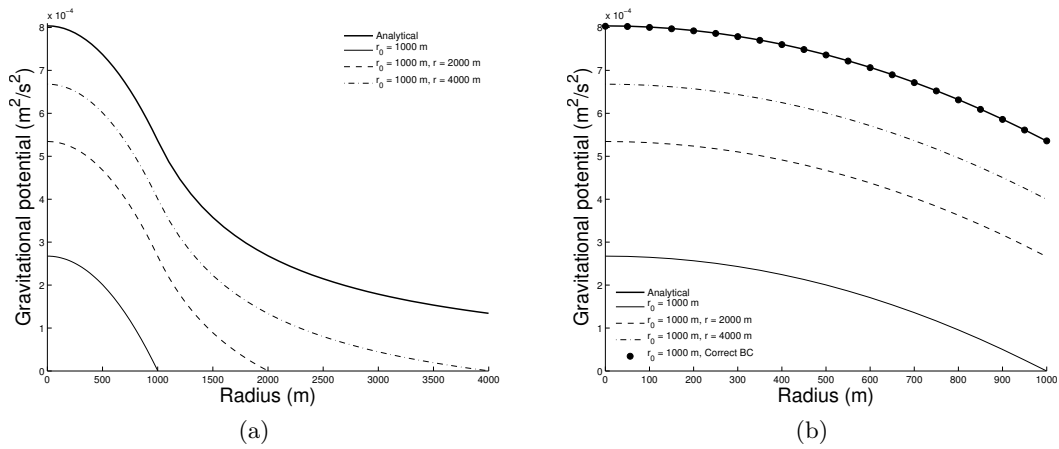 x 10⁻⁴
8
7
6
5
4
3
2
1
0
Gravitational potential (m²/s²)
0 500 1000 1500 2000 2500 3000 3500 4000
Radius (m)
Analytical
r₀ = 1000 m
r₀ = 1000 m, r = 2000 m
r₀ = 1000 m, r = 4000 m
(a)
x 10⁻⁴
8
7
6
5
4
3
2
1
0
Gravitational potential (m²/s²)
Analytical
r₀ = 1000 m
r₀ = 1000 m, r = 2000 m
r₀ = 1000 m, r = 4000 m
r₀ = 1000 m, Correct BC
0 100 200 300 400 500 600 700 800 900 1000
Radius (m)
(b)